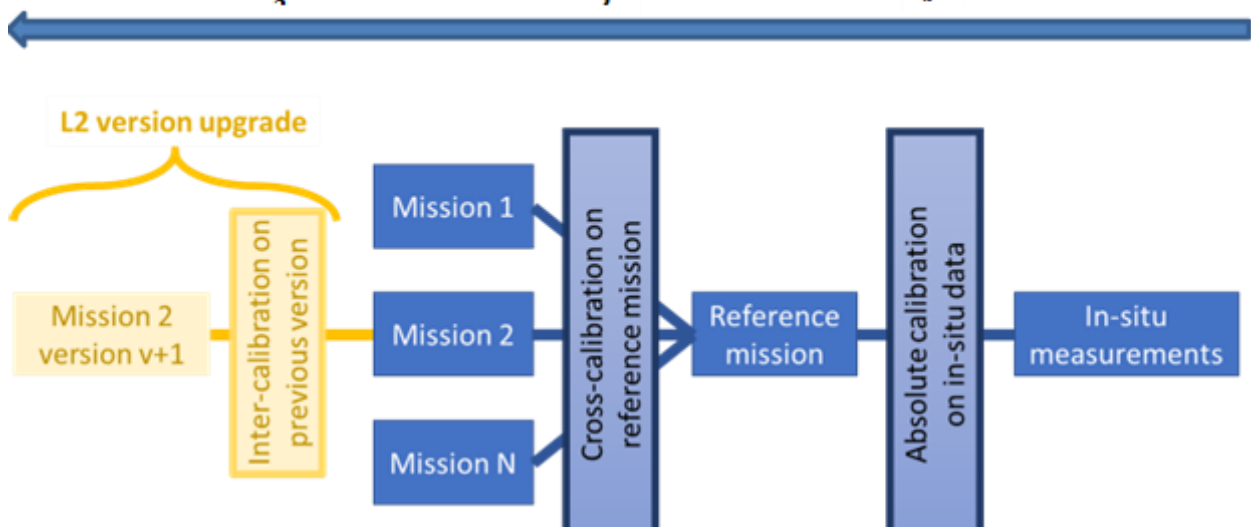 L2 version upgrade
Mission 2
version v+1
Inter-calibration on
previous version
Mission 1
Mission 2
Mission N
Cross-calibration on
reference mission
Reference
mission
Absolute calibration
on in-situ data
In-situ
measurements